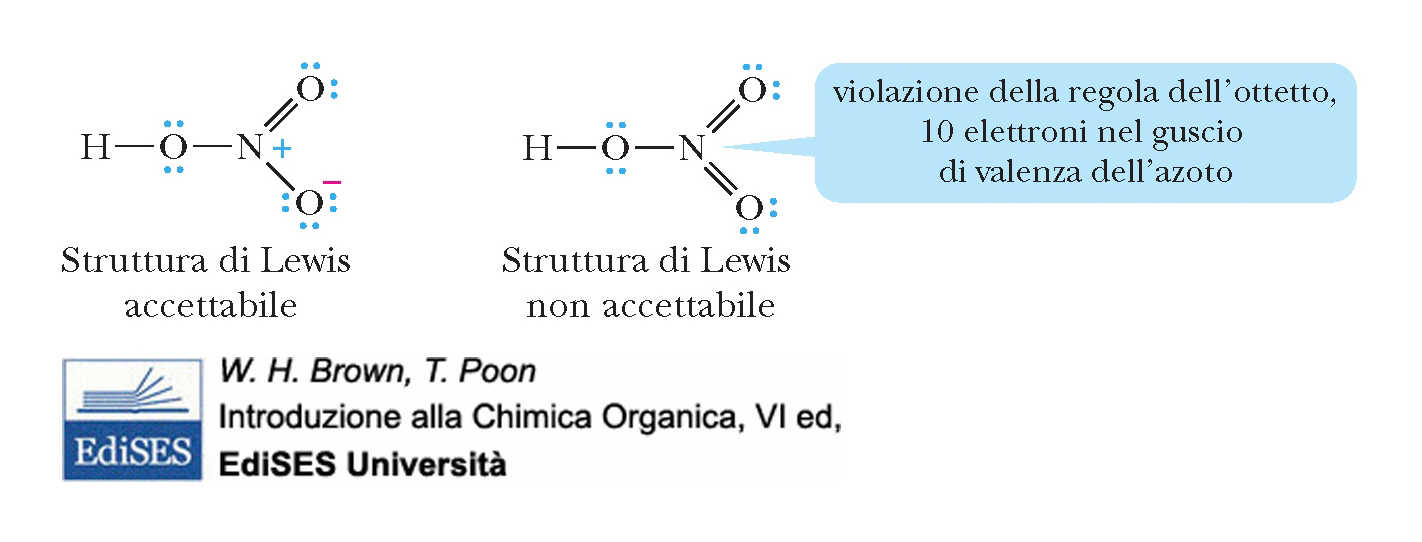 H—Ö—N+
O
O−
H—O—N
O
O
violazione della regola dell'ottetto,
10 elettroni nel guscio
di valenza dell'azoto
Struttura di Lewis
accettabile
Struttura di Lewis
non accettabile
EdiSES
W. H. Brown, T. Poon
Introduzione alla Chimica Organica, VI ed,
EdiSES Università